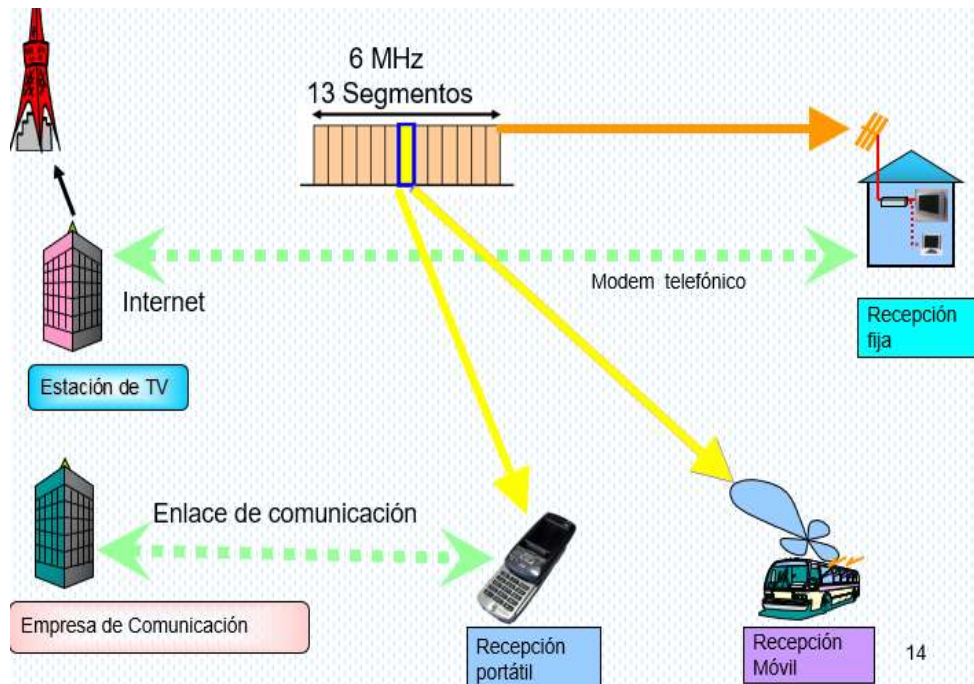 6 MHz
13 Segmentos
Internet
Modem telefónico
Recepción
fija
Estación de TV
Enlace de comunicación
Empresa de Comunicación
Recepción
portátil
Recepción
Móvil
14